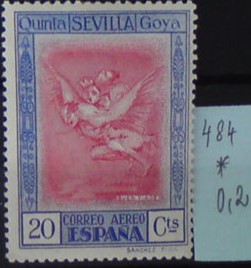 Quinta SEVILLA Goya
20 CORREO AEREO Cts
ESPAÑA
484
*
0,2